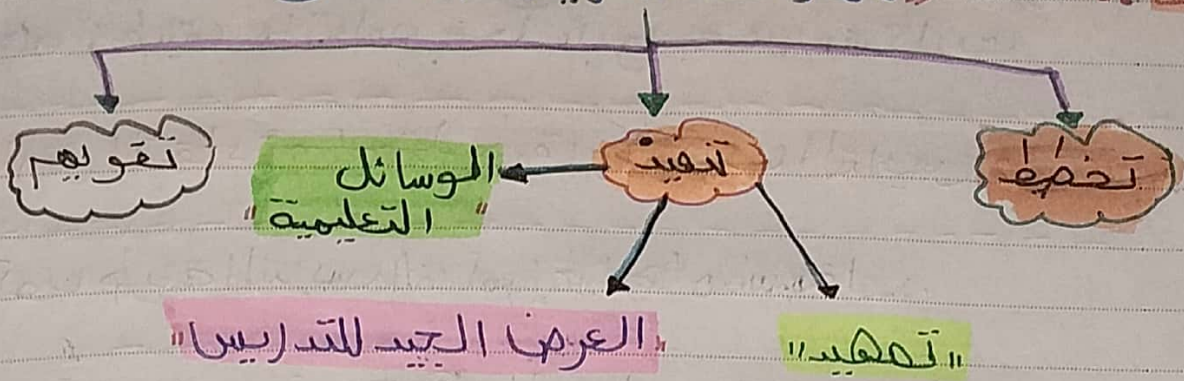 تخطيط
تنفيذ
تقويم
الوسائل
"التعليمية"
"تمهيد"
"العرض الجيد للتدريس"